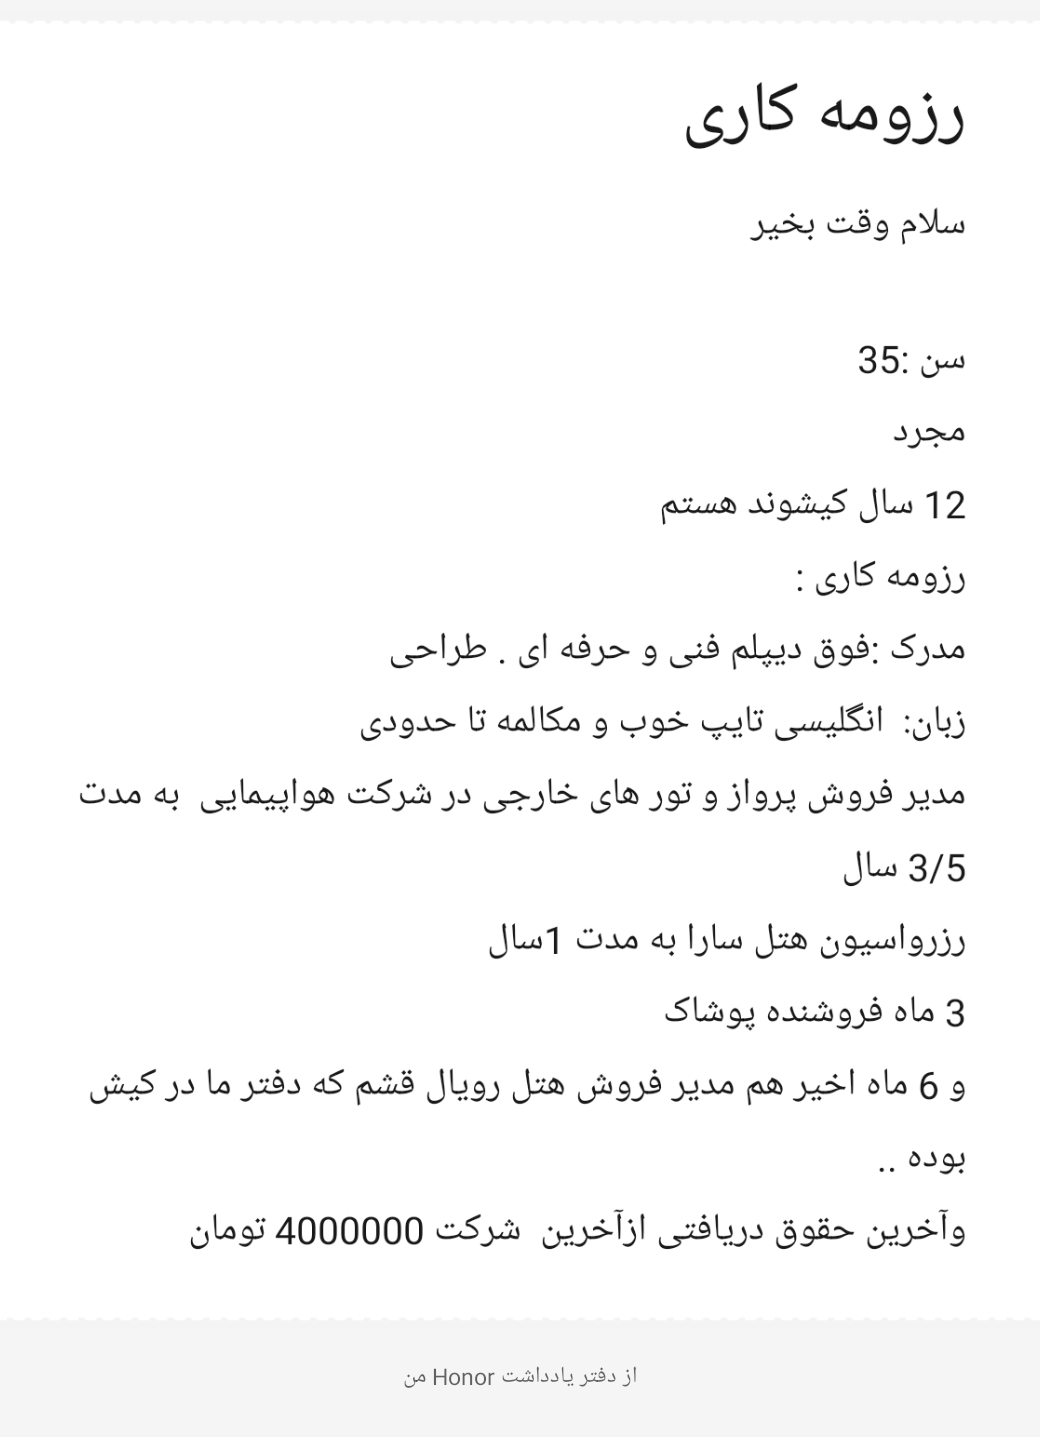 رزومه کاری
سلام وقت بخیر
سن :35
مجرد
12 سال کیشوند هستم
رزومه کاری :
مدرک :فوق دیپلم فنی و حرفه ای . طراحی
زبان:  انگلیسی تایپ خوب و مکالمه تا حدودی
مدیر فروش پرواز و تور های خارجی در شرکت هواپیمایی  به مدت
3/5 سال
رزرواسیون هتل سارا به مدت 1سال
3 ماه فروشنده پوشاک
و 6 ماه اخیر هم مدیر فروش هتل رویال قشم که دفتر ما در کیش
بوده ..
وآخرین حقوق دریافتی ازآخرین  شرکت 4000000 تومان
از دفتر یادداشت Honor من